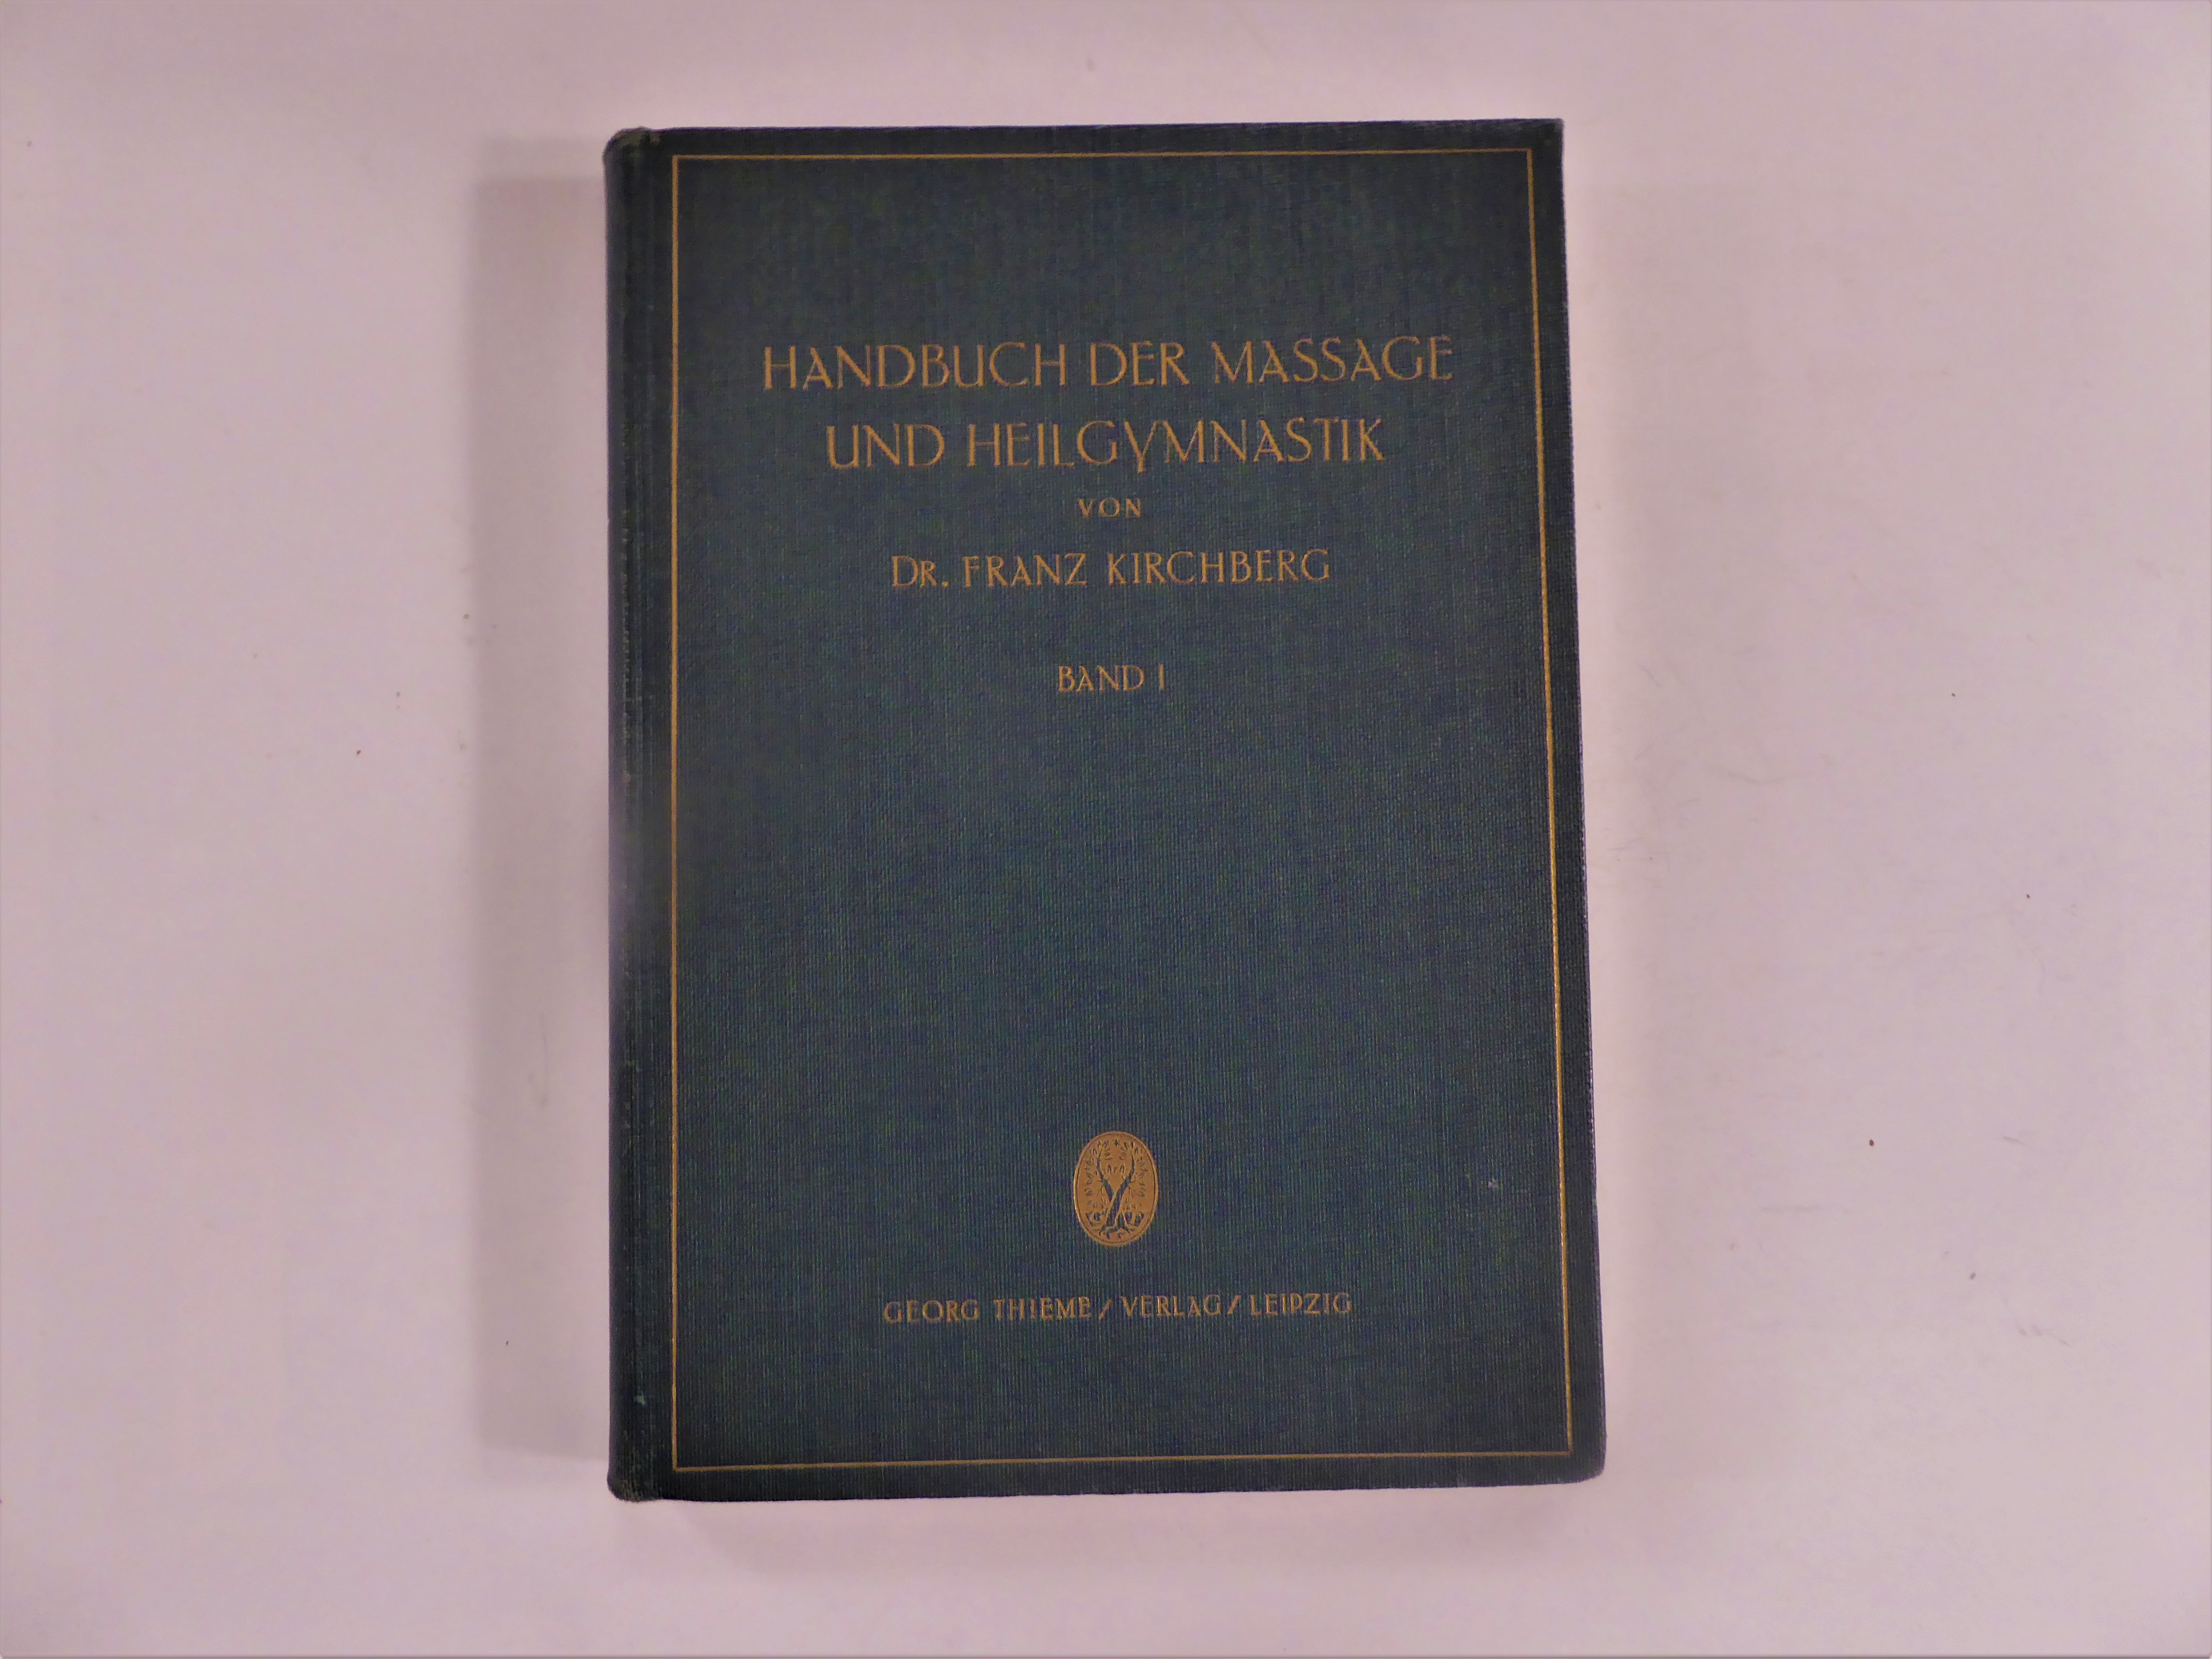 HANDBUCH DER MASSAGE
UND HEILGYMNASTIK
VON
DR. FRANZ KIRCHBERG
BAND I
GEORG THIEME / VERLAG / LEIPZIG